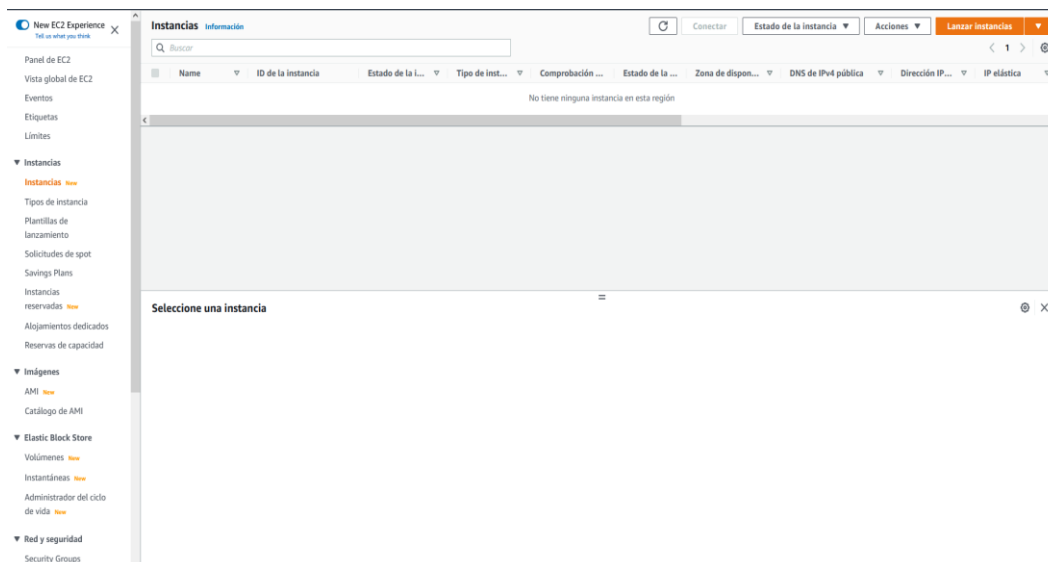 New EC2 Experience
Tell us what you think
Panel de EC2
Vista global de EC2
Eventos
Etiquetas
Límites
Instancias
Instancias New
Tipos de instancia
Plantillas de
lanzamiento
Solicitudes de spot
Savings Plans
Instancias
reservadas New
Alojamientos dedicados
Reservas de capacidad
Imágenes
AMI New
Catálogo de AMI
Elastic Block Store
Volúmenes New
Instantáneas New
Administrador del ciclo
de vida New
Red y seguridad
Security Groups
Instancias Información
Conectar Estado de la instancia Acciones Lanzar instancias
Buscar
1
Name ID de la instancia Estado de la i... Tipo de inst... Comprobación ... Estado de la ... Zona de dispon... DNS de IPv4 pública Dirección IP... IP elástica
No tiene ninguna instancia en esta región
Seleccione una instancia